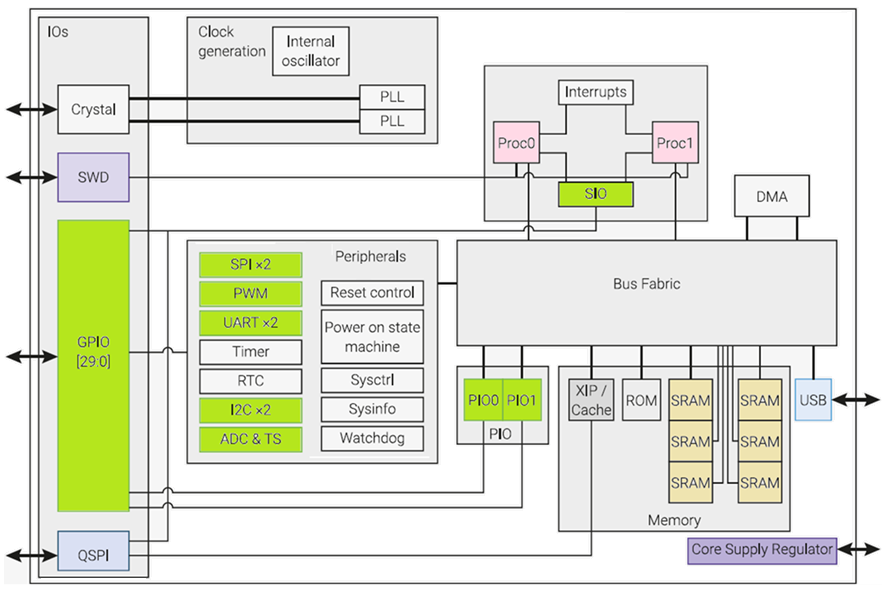 IOs
Crystal
SWD
GPIO
[29:0]
QSPI
Clock
generation
Internal
oscillator
PLL
PLL
Interrupts
Proc0
Proc1
SIO
DMA
Bus Fabric
Peripherals
SPI ×2
PWM
UART ×2
Timer
RTC
I2C ×2
ADC & TS
Reset control
Power on state
machine
Sysctrl
Sysinfo
Watchdog
PIO0
PIO1
PIO
XIP /
Cache
ROM
SRAM
SRAM
SRAM
SRAM
SRAM
SRAM
Memory
USB
Core Supply Regulator